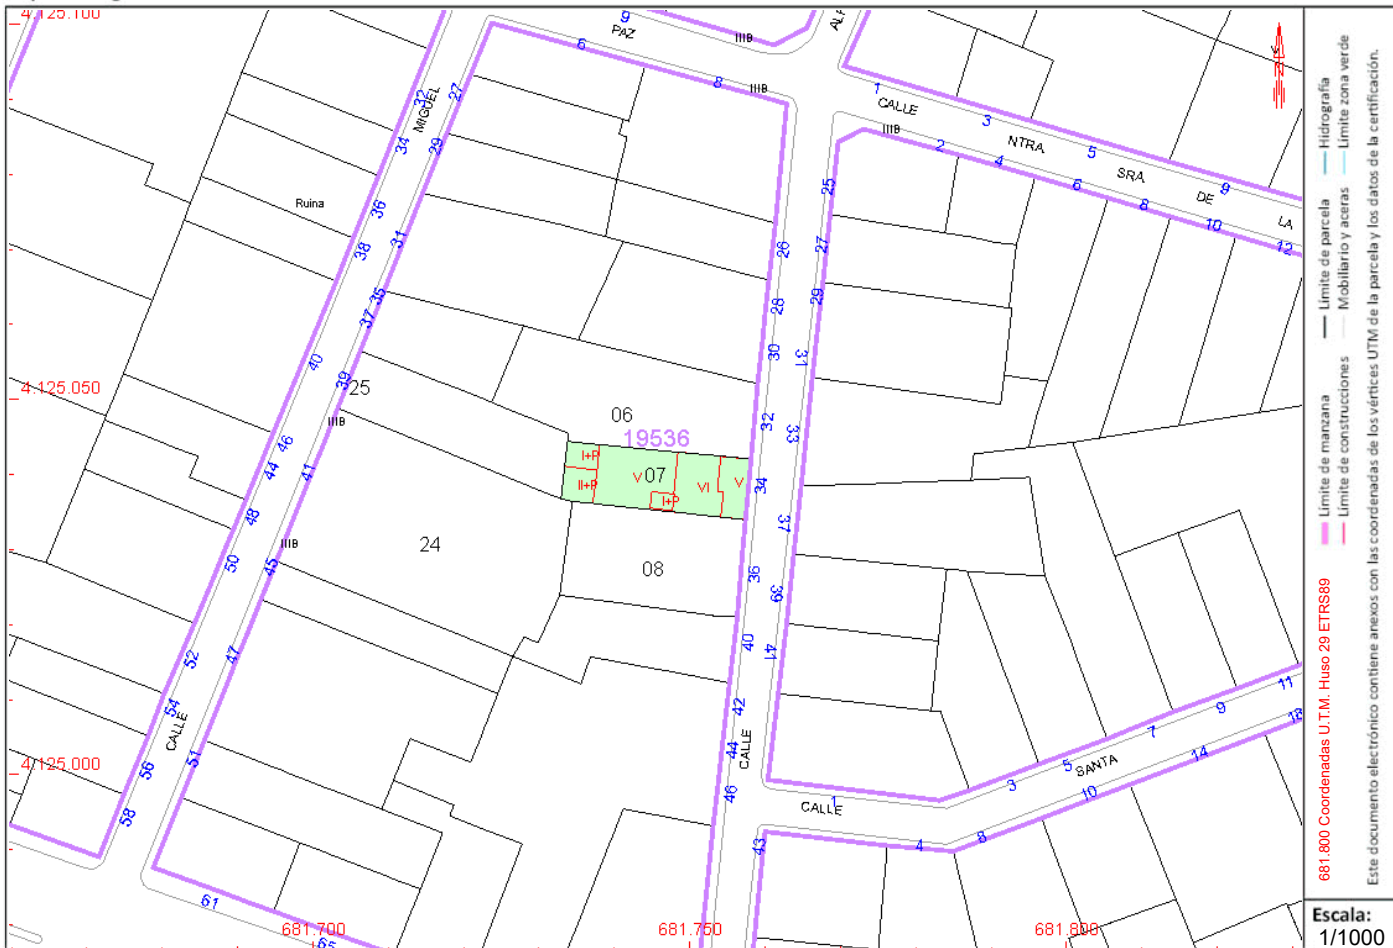 4.125.100
9
PAZ
6
IIIB
8
IIIB
1
CALLE
3
NTRA.
5
SRA.
9
DE
LA
IIIB
2
4
6
8
10
12
32
MIGUEL
27
34
29
36
Ruina
38
31
35
37
40
39
25
IIIB
46
44
41
48
50
IIIB
45
52
47
54
CALLE
56
51
58
61
65
25
27
29
31
33
37
39
41
26
28
30
32
34
36
40
42
44
CALLE
46
43
4.125.050
06
19536
I+P
V
07
II+P
I+P
VI
V
24
08
4.125.000
CALLE
1
3
5
SANTA
7
9
11
4
8
10
14
16
681.700
681.750
681.800
Límite de manzana
Límite de parcela
Hidrografía
Límite de construcciones
Mobiliario y aceras
Límite zona verde
681.800 Coordenadas U.T.M. Huso 29 ETRS89
Este documento electrónico contiene anexos con las coordenadas de los vértices UTM de la parcela y los datos de la certificación.
Escala:
1/1000